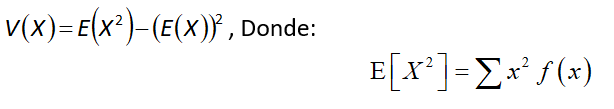 V(X)=E(X²)−(E(X))², Donde:
E[X²]=∑x² f(x)